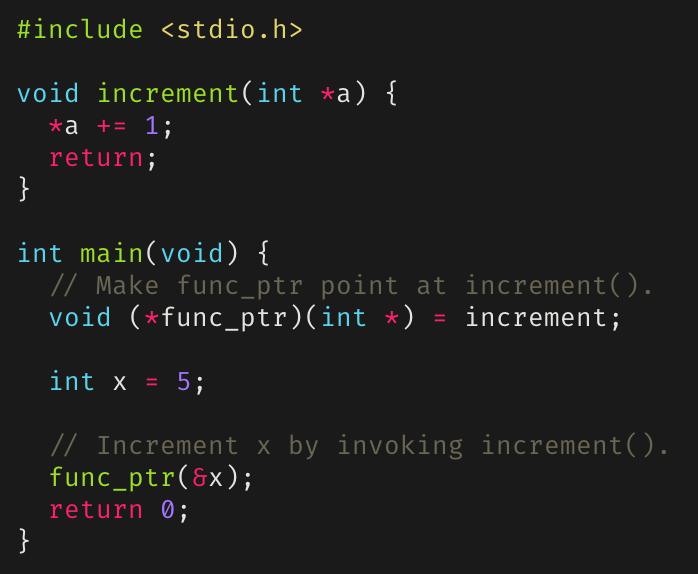 #include <stdio.h>

void increment(int *a) {
  *a += 1;
  return;
}

int main(void) {
  // Make func_ptr point at increment().
  void (*func_ptr)(int *) = increment;

  int x = 5;

  // Increment x by invoking increment().
  func_ptr(&x);
  return 0;
}